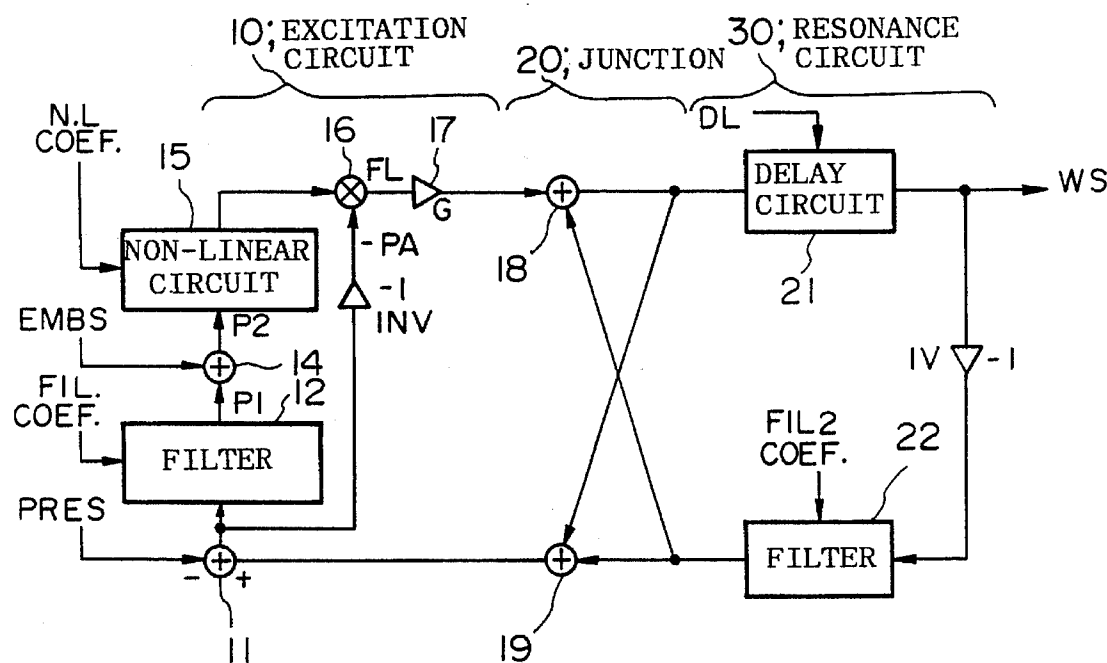 10; EXCITATION
CIRCUIT
20; JUNCTION
30; RESONANCE
CIRCUIT
N.L
COEF.
15
16
FL
17
G
DL
DELAY
CIRCUIT
WS
18
21
NON-LINEAR
CIRCUIT
-PA
-1
INV
EMBS
P2
14
FIL.
COEF.
P1
12
IV
-1
FILTER
FIL2
COEF.
22
PRES
FILTER
- +
11
19